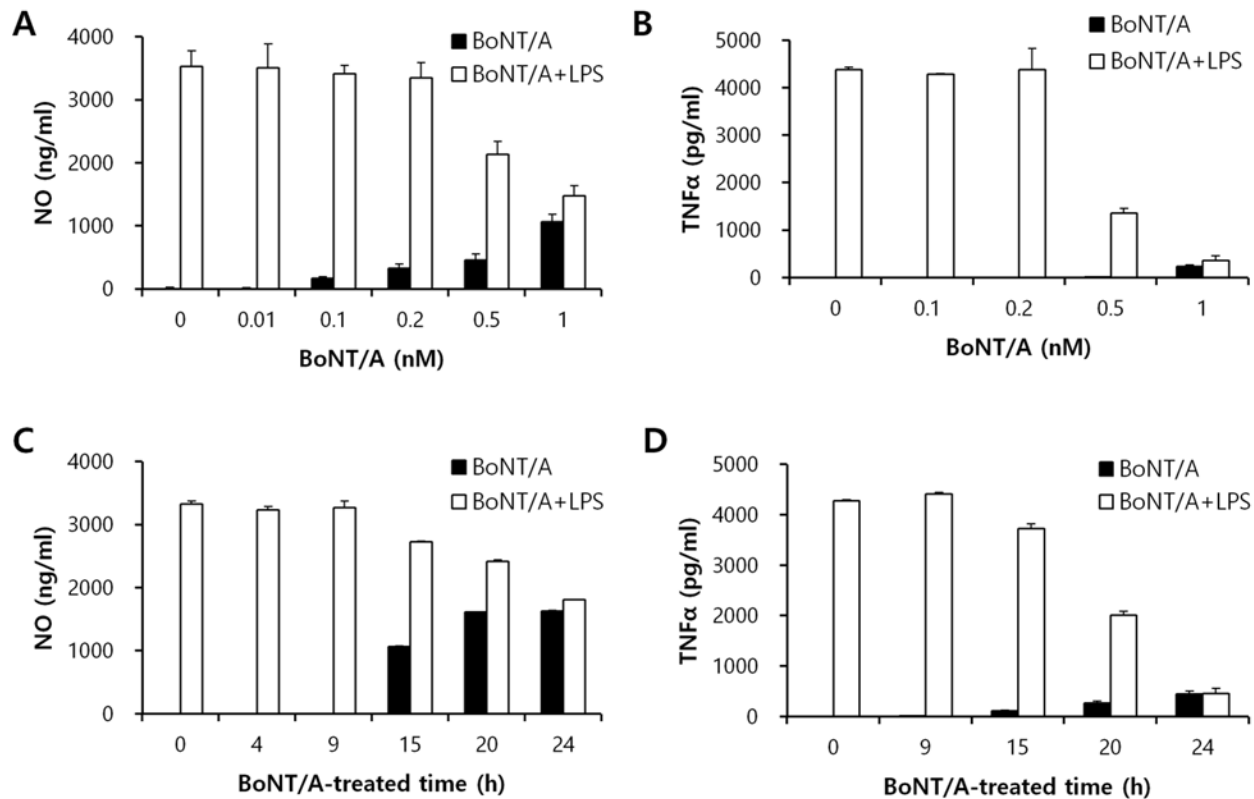 A
NO (ng/ml)
4000
3000
2000
1000
0
BoNT/A
BoNT/A+LPS
0 0.01 0.1 0.2 0.5 1
BoNT/A (nM)
B
TNFα (pg/ml)
5000
4000
3000
2000
1000
0
BoNT/A
BoNT/A+LPS
0 0.1 0.2 0.5 1
BoNT/A (nM)
C
NO (ng/ml)
4000
3000
2000
1000
0
BoNT/A
BoNT/A+LPS
0 4 9 15 20 24
BoNT/A-treated time (h)
D
TNFα (pg/ml)
5000
4000
3000
2000
1000
0
BoNT/A
BoNT/A+LPS
0 9 15 20 24
BoNT/A-treated time (h)